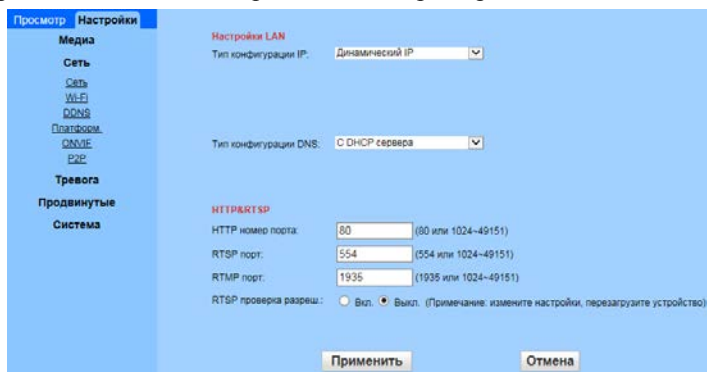 Просмотр Настройки
Медиа
Сеть
Сеть
Wi-Fi
DDNS
Платформ.
ONVIF
P2P
Тревога
Продвинутые
Система
Настройки LAN
Тип конфигурации IP: Динамический IP
Тип конфигурации DNS: С DHCP сервера
HTTP&RTSP
HTTP номер порта: 80 (80 или 1024~49151)
RTSP порт: 554 (554 или 1024~49151)
RTMP порт: 1935 (1935 или 1024~49151)
RTSP проверка разреш.: Вкл. Выкл. (Примечание: измените настройки, перезагрузите устройство)
Применить Отмена